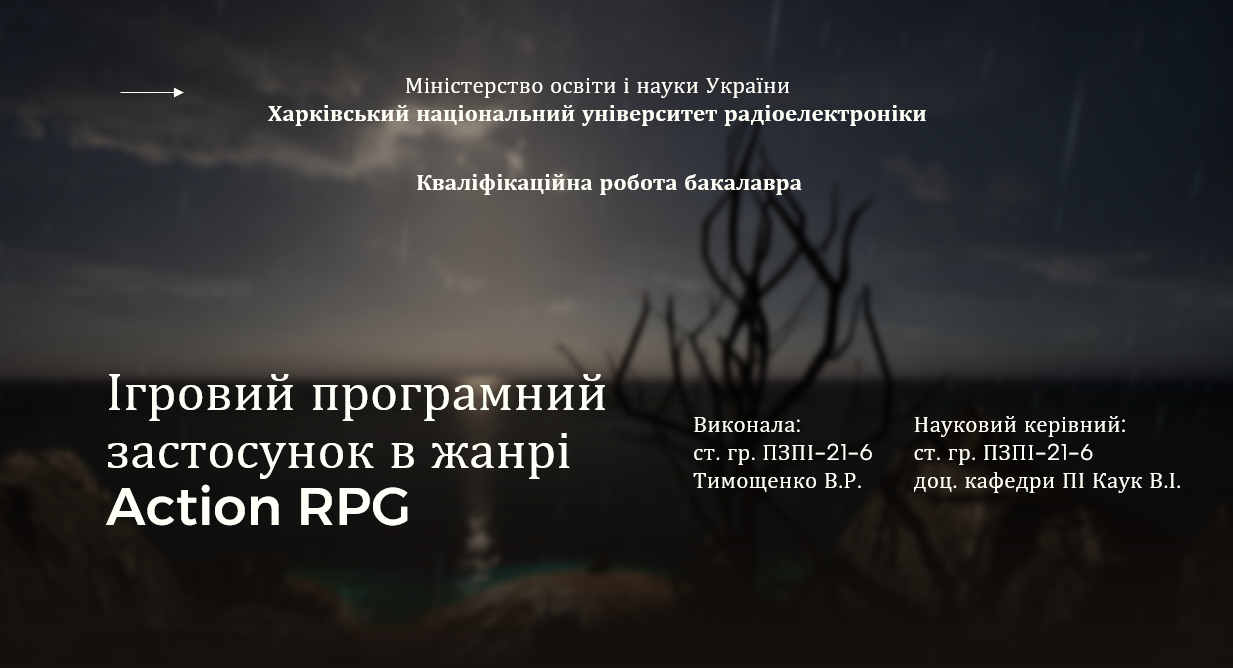 Міністерство освіти і науки України
Харківський національний університет радіоелектроніки
Кваліфікаційна робота бакалавра
Ігровий програмний
застосунок в жанрі
Action RPG
Виконала:
ст. гр. ПЗПІ-21-6
Тимощенко В.Р.
Науковий керівний:
ст. гр. ПЗПІ-21-6
доц. кафедри ПІ Каук В.І.